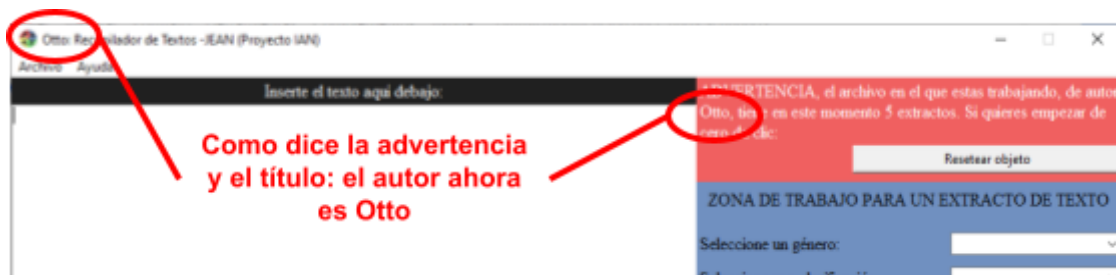 Otto: Recopilador de Textos -JEAN (Proyecto IAN)
Archivo Ayuda
Inserte el texto aqui debajo:
ADVERTENCIA, el archivo en el que estas trabajando, de autor
Otto, tiene en este momento 5 extractos. Si quieres empezar de
cero de clic:
Resetear objeto
Como dice la advertencia
y el título: el autor ahora
es Otto
ZONA DE TRABAJO PARA UN EXTRACTO DE TEXTO
Seleccione un género: